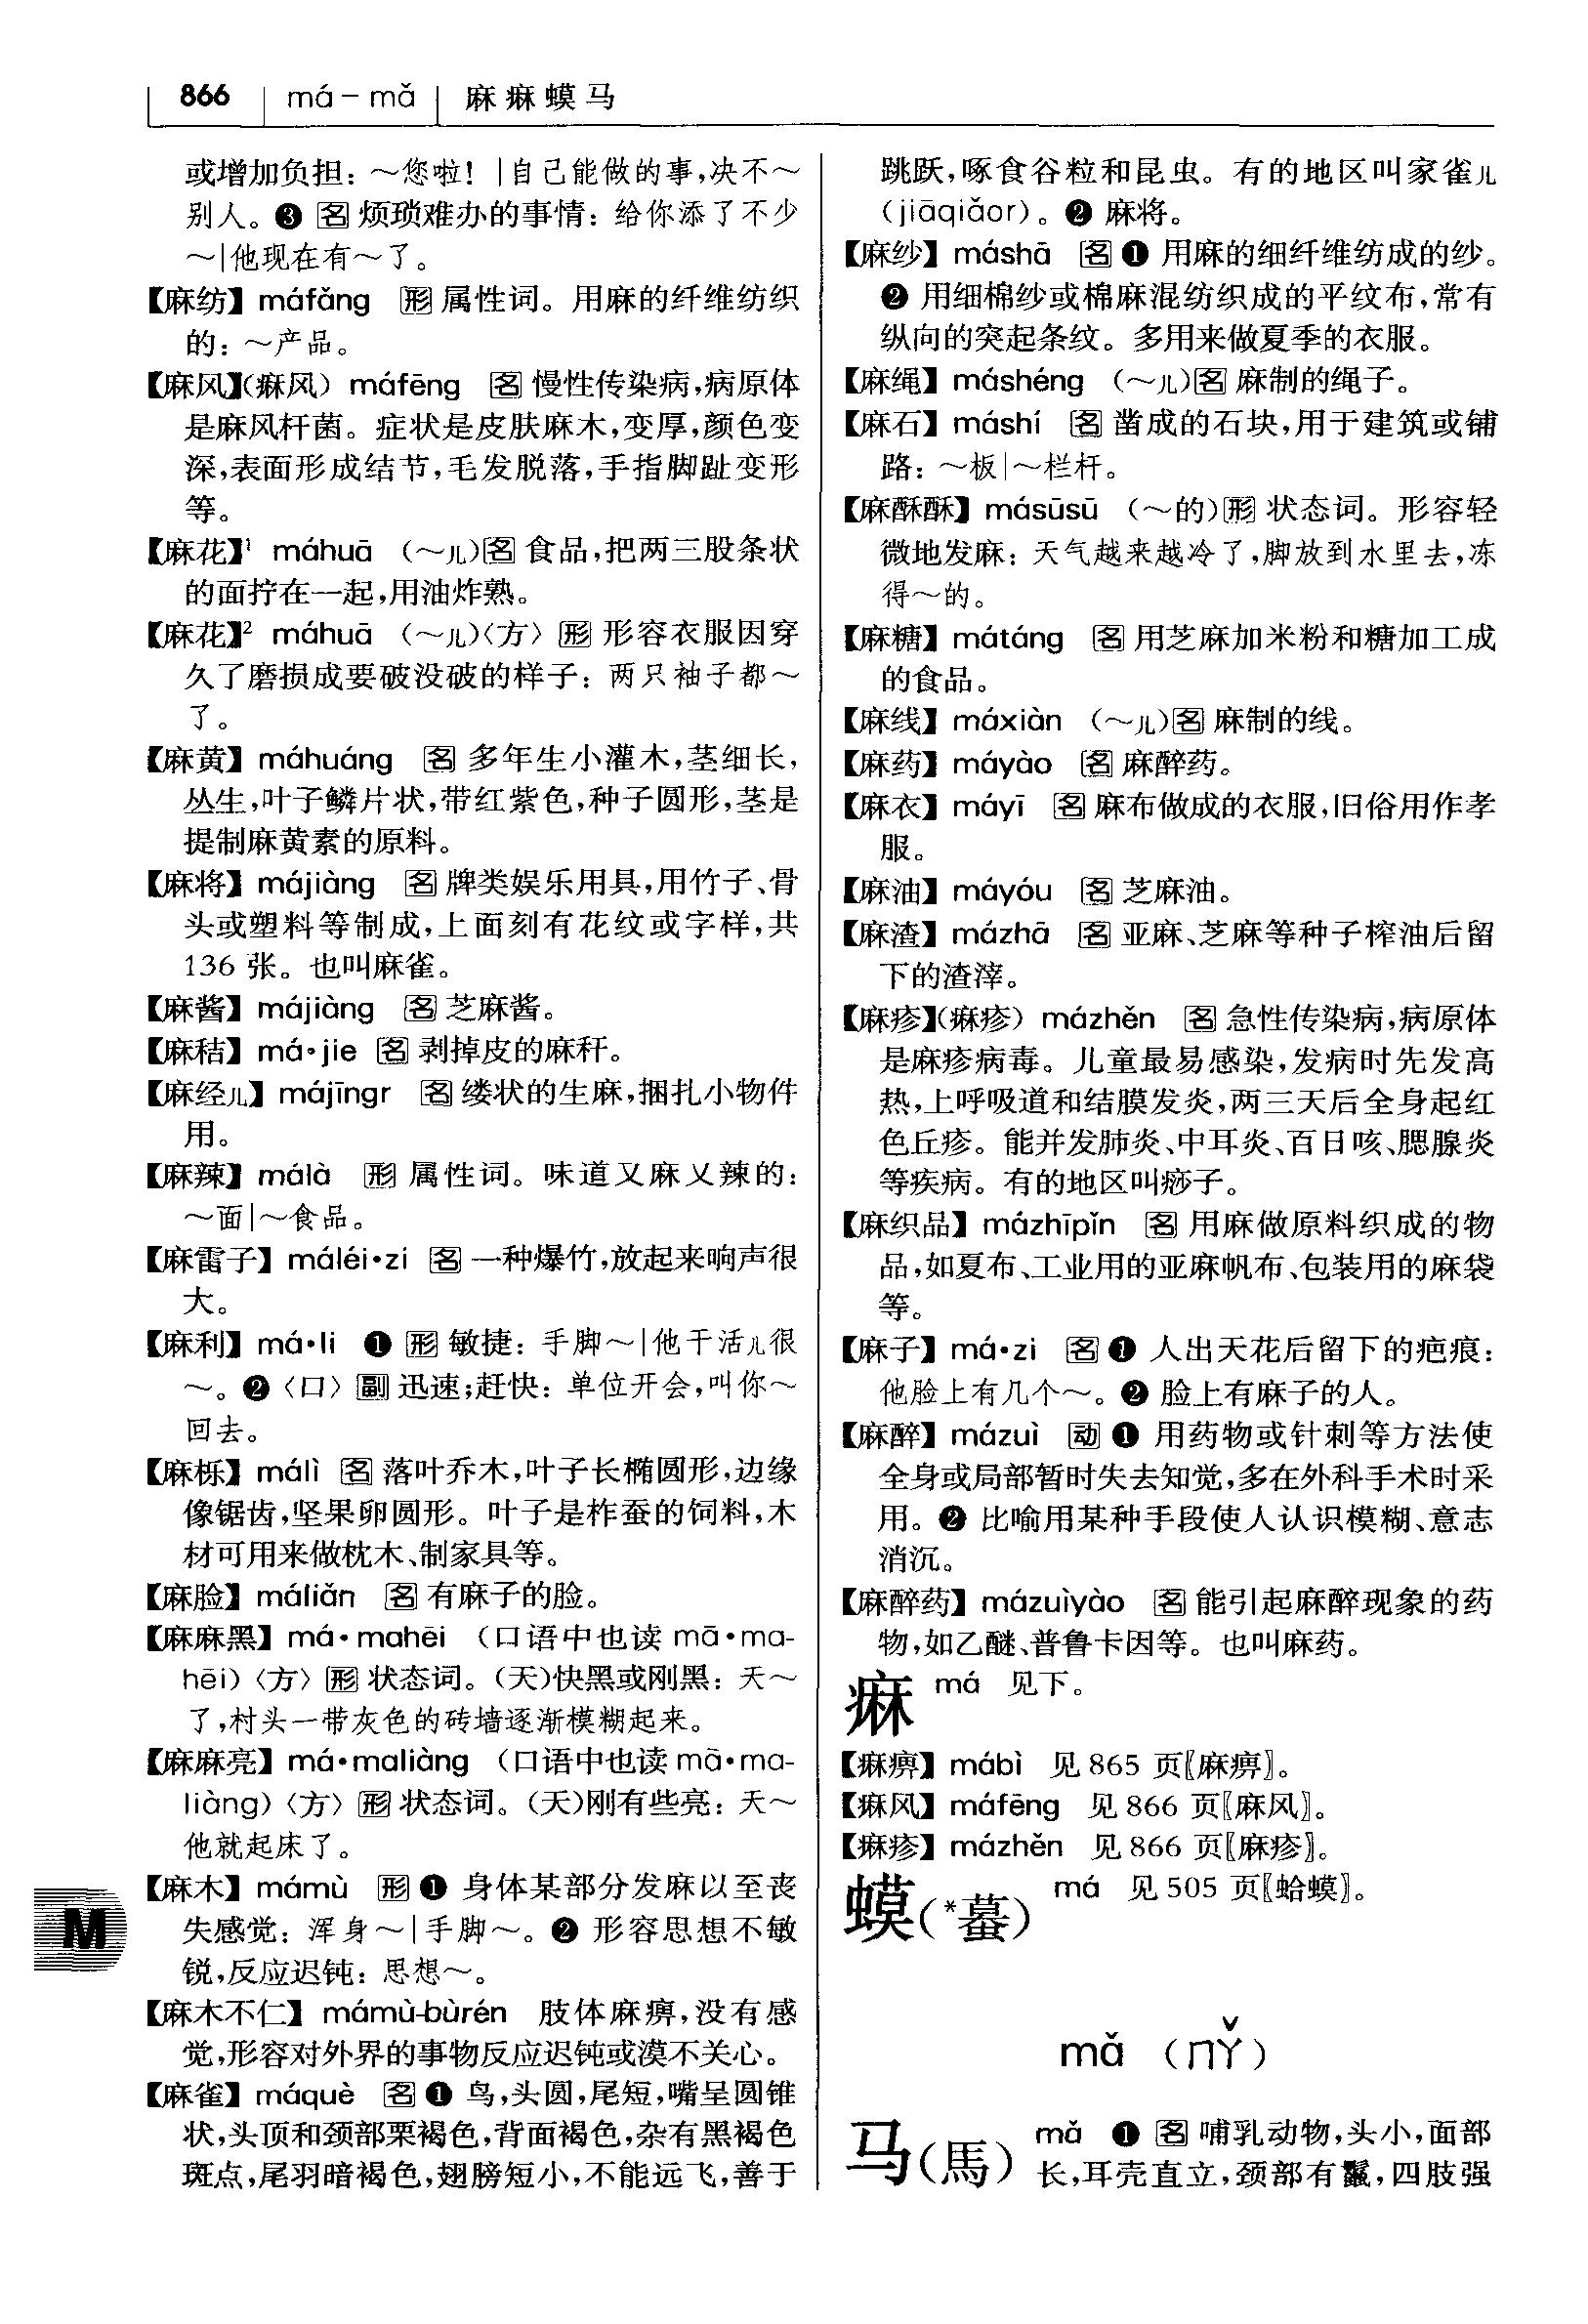 866 má－mǎ 麻痳蟆马
或增加负担：～您啦！|自己能做的事，决不～
别人。❸ 名 烦琐难办的事情：给你添了不少
～|他现在有～了。
【麻纺】 máfǎng 形 属性词。用麻的纤维纺织
的：～产品。
【麻风】（痳风） máfēng 名 慢性传染病，病原体
是麻风杆菌。症状是皮肤麻木，变厚，颜色变
深，表面形成结节，毛发脱落，手指脚趾变形
等。
【麻花】¹ máhuā （～儿）名 食品，把两三股条状
的面拧在一起，用油炸熟。
【麻花】² máhuā （～儿）〈方〉形 形容衣服因穿
久了磨损成要破没破的样子：两只袖子都～
了。
【麻黄】 máhuáng 名 多年生小灌木，茎细长，
丛生，叶子鳞片状，带红紫色，种子圆形，茎是
提制麻黄素的原料。
【麻将】 májiàng 名 牌类娱乐用具，用竹子、骨
头或塑料等制成，上面刻有花纹或字样，共
136 张。也叫麻雀。
【麻酱】 májiàng 名 芝麻酱。
【麻秸】 má•jie 名 剥掉皮的麻秆。
【麻经儿】 májīngr 名 缕状的生麻，捆扎小物件
用。
【麻辣】 málà 形 属性词。味道又麻又辣的：
～面|～食品。
【麻雷子】 máléi•zi 名 一种爆竹，放起来响声很
大。
【麻利】 má•li ❶ 形 敏捷：手脚～|他干活儿很
～。❷〈口〉副 迅速；赶快：单位开会，叫你～
回去。
【麻栎】 málì 名 落叶乔木，叶子长椭圆形，边缘
像锯齿，坚果卵圆形。叶子是柞蚕的饲料，木
材可用来做枕木、制家具等。
【麻脸】 máliǎn 名 有麻子的脸。
【麻麻黑】 má•mahēi （口语中也读 mā•ma-
hēi）〈方〉形 状态词。（天）快黑或刚黑：天～
了，村头一带灰色的砖墙逐渐模糊起来。
【麻麻亮】 má•maliàng （口语中也读 mā•ma-
liàng）〈方〉形 状态词。（天）刚有些亮：天～
他就起床了。
【麻木】 mámù 形 ❶ 身体某部分发麻以至丧
失感觉：浑身～|手脚～。❷ 形容思想不敏
锐，反应迟钝：思想～。
【麻木不仁】 mámù-bùrén 肢体麻痹，没有感
觉，形容对外界的事物反应迟钝或漠不关心。
【麻雀】 máquè 名 ❶ 鸟，头圆，尾短，嘴呈圆锥
状，头顶和颈部栗褐色，背面褐色，杂有黑褐色
斑点，尾羽暗褐色，翅膀短小，不能远飞，善于
M
跳跃，啄食谷粒和昆虫。有的地区叫家雀儿
（jiāqiǎor）。❷ 麻将。
【麻纱】 máshā 名 ❶ 用麻的细纤维纺成的纱。
❷ 用细棉纱或棉麻混纺织成的平纹布，常有
纵向的突起条纹。多用来做夏季的衣服。
【麻绳】 máshéng （～儿）名 麻制的绳子。
【麻石】 máshí 名 凿成的石块，用于建筑或铺
路：～板|～栏杆。
【麻酥酥】 másūsū （～的）形 状态词。形容轻
微地发麻：天气越来越冷了，脚放到水里去，冻
得～的。
【麻糖】 mátáng 名 用芝麻加米粉和糖加工成
的食品。
【麻线】 máxiàn （～儿）名 麻制的线。
【麻药】 máyào 名 麻醉药。
【麻衣】 máyī 名 麻布做成的衣服，旧俗用作孝
服。
【麻油】 máyóu 名 芝麻油。
【麻渣】 mázhā 名 亚麻、芝麻等种子榨油后留
下的渣滓。
【麻疹】（痳疹） mázhěn 名 急性传染病，病原体
是麻疹病毒。儿童最易感染，发病时先发高
热，上呼吸道和结膜发炎，两三天后全身起红
色丘疹。能并发肺炎、中耳炎、百日咳、腮腺炎
等疾病。有的地区叫痧子。
【麻织品】 mázhīpǐn 名 用麻做原料织成的物
品，如夏布、工业用的亚麻帆布、包装用的麻袋
等。
【麻子】 má•zi 名 ❶ 人出天花后留下的疤痕：
他脸上有几个～。❷ 脸上有麻子的人。
【麻醉】 mázuì 动 ❶ 用药物或针刺等方法使
全身或局部暂时失去知觉，多在外科手术时采
用。❷ 比喻用某种手段使人认识模糊、意志
消沉。
【麻醉药】 mázuìyào 名 能引起麻醉现象的药
物，如乙醚、普鲁卡因等。也叫麻药。
痳 má 见下。
【痳痹】 mábì 见 865 页〖麻痹〗。
【痳风】 máfēng 见 866 页〖麻风〗。
【痳疹】 mázhěn 见 866 页〖麻疹〗。
蟆（*蟇） má 见 505 页〖蛤蟆〗。
mǎ （ㄇㄚˇ）
马（馬） mǎ ❶ 名 哺乳动物，头小，面部
长，耳壳直立，颈部有鬣，四肢强